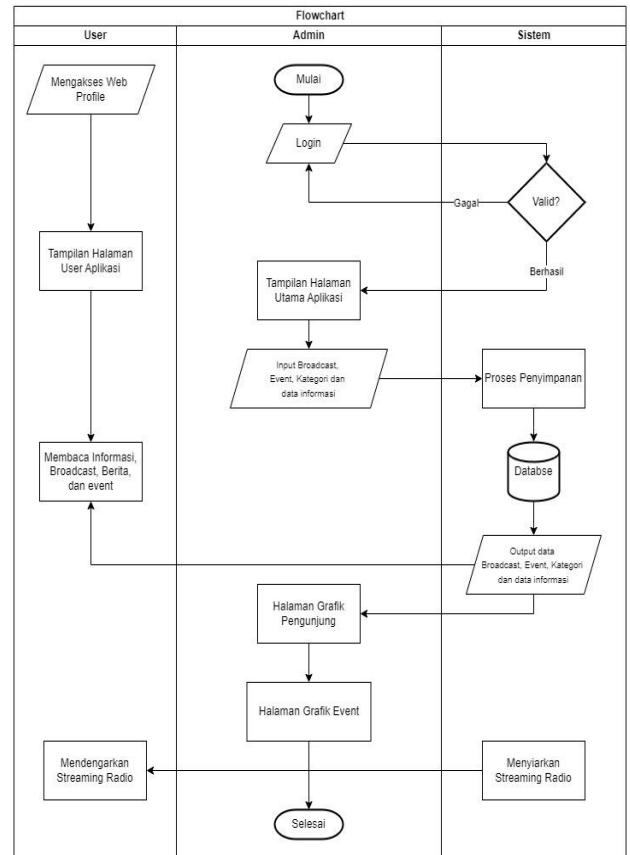 Flowchart
User
Admin
Sistem
Mengakses Web
Profile
Mulai
Login
Valid?
Gagal
Berhasil
Tampilan Halaman
User Aplikasi
Tampilan Halaman
Utama Aplikasi
Input Broadcast,
Event, Kategori dan
data informasi
Proses Penyimpanan
Membaca Informasi,
Broadcast, Berita,
dan event
Databse
Output data
Broadcast, Event, Kategori
dan data informasi
Halaman Grafik
Pengunjung
Halaman Grafik Event
Mendengarkan
Streaming Radio
Menyiarkan
Streaming Radio
Selesai